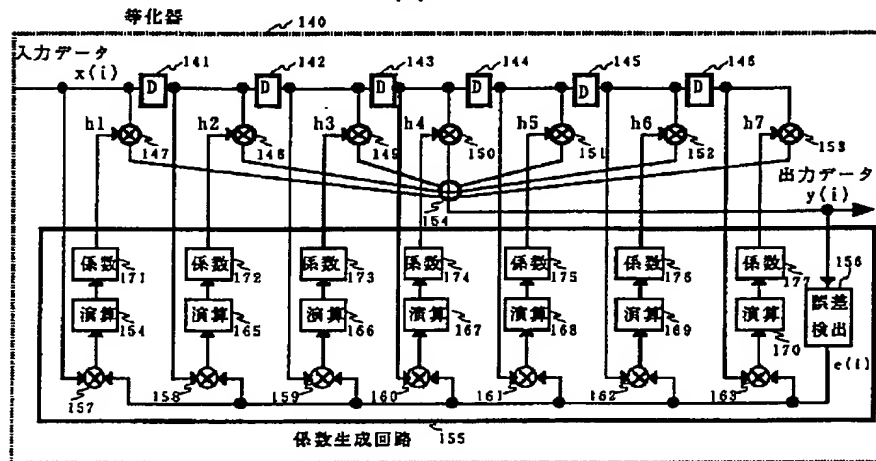 等化器
140
入力データ
x(i)
141
142
143
144
145
146
D
D
D
D
D
D
h1
h2
h3
h4
h5
h6
h7
147
148
149
150
151
152
153
154
出力データ
y(i)
係数
171
係数
172
係数
173
係数
174
係数
175
係数
176
係数
177
156
誤差
検出
演算
154
演算
165
演算
166
演算
167
演算
168
演算
169
演算
170
e(i)
157
158
159
160
161
162
163
係数生成回路
155